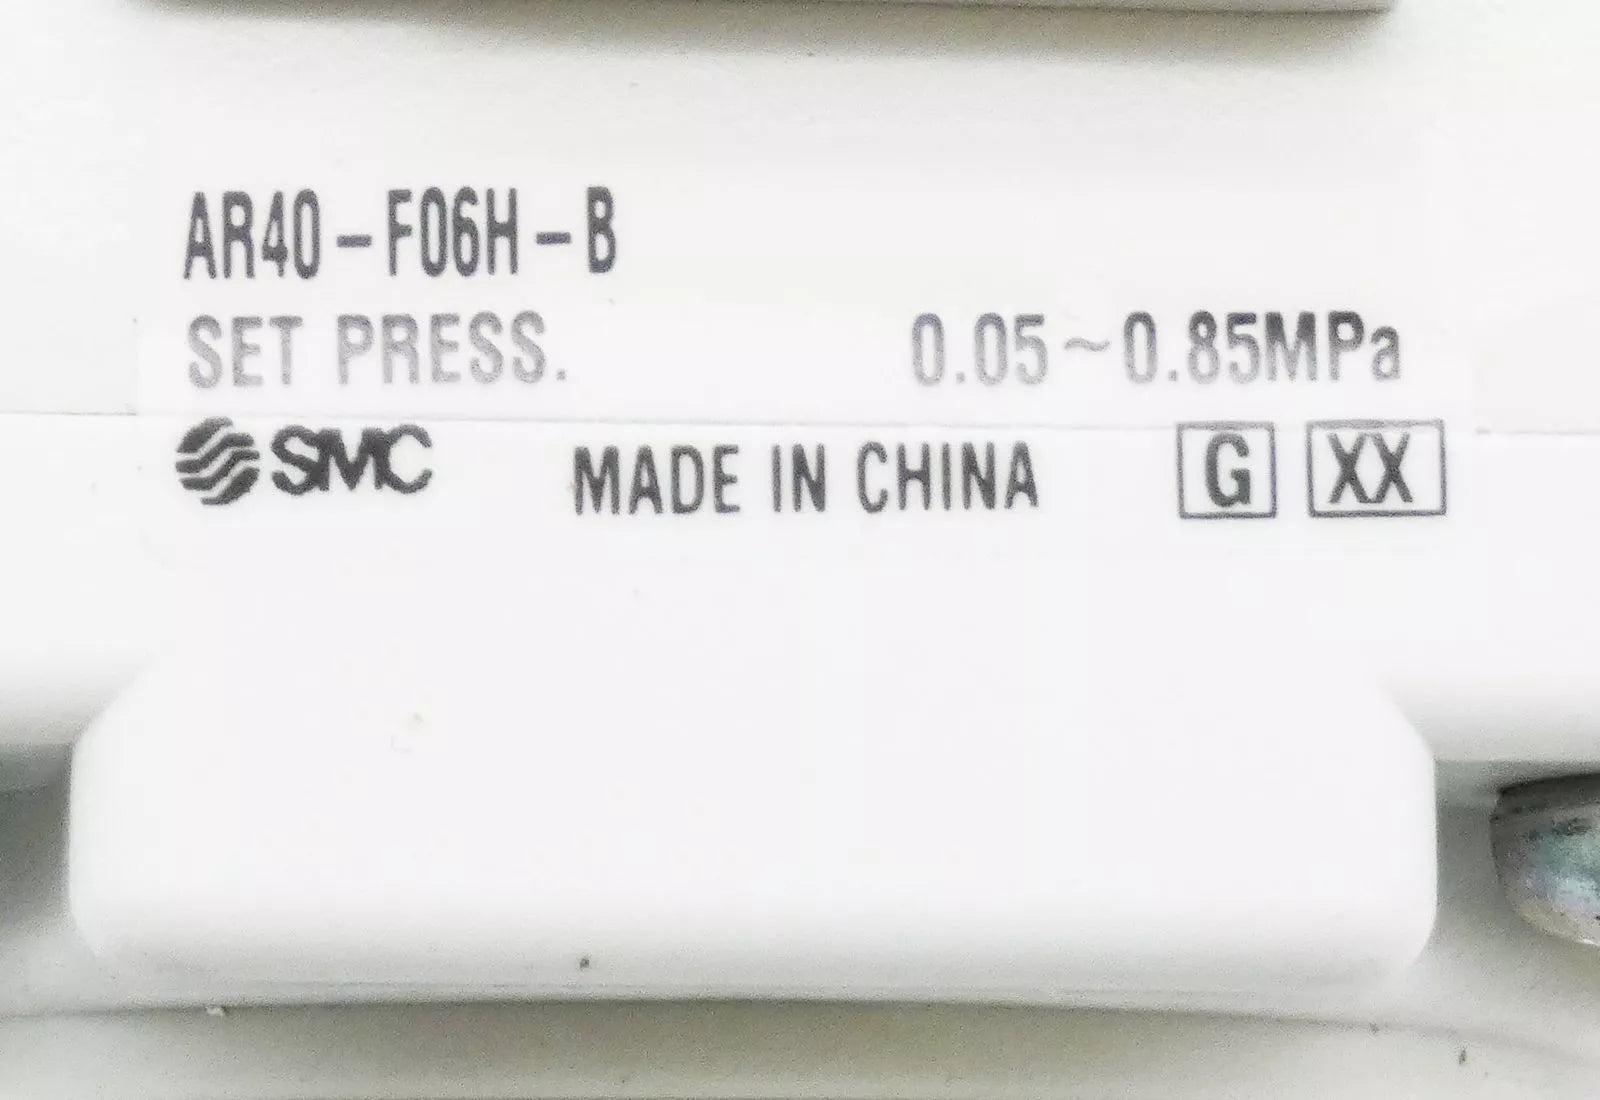 AR40-F06H-B
SET PRESS. 0.05~0.85MPa
SMC MADE IN CHINA G XX